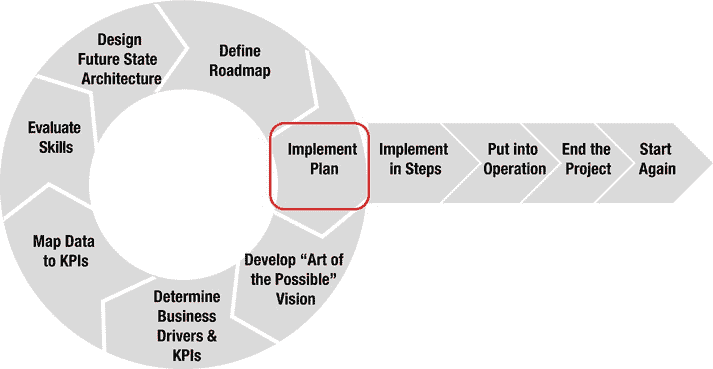 Design
Future State
Architecture
Define
Roadmap
Evaluate
Skills
Implement
Plan
Implement
in Steps
Put into
Operation
End the
Project
Start
Again
Map Data
to KPIs
Develop “Art of
the Possible”
Vision
Determine
Business
Drivers &
KPIs